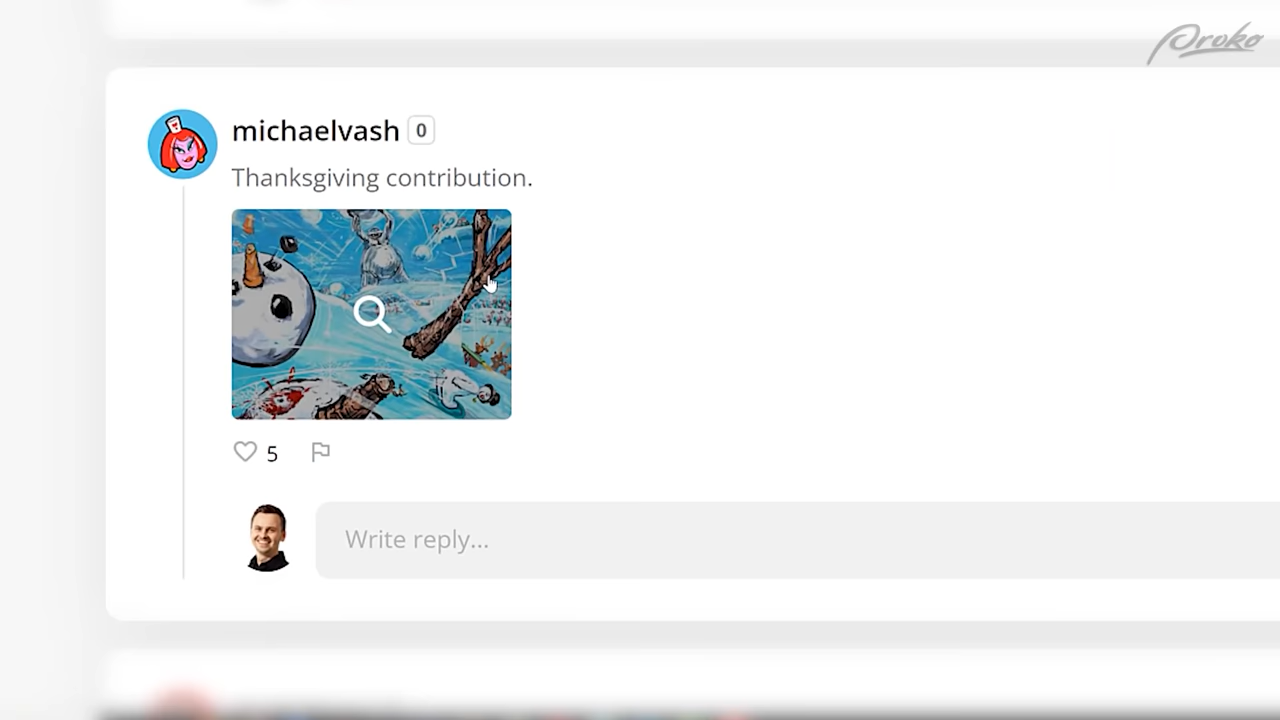 Proko
michaelvash 0
Thanksgiving contribution.
5
Write reply...